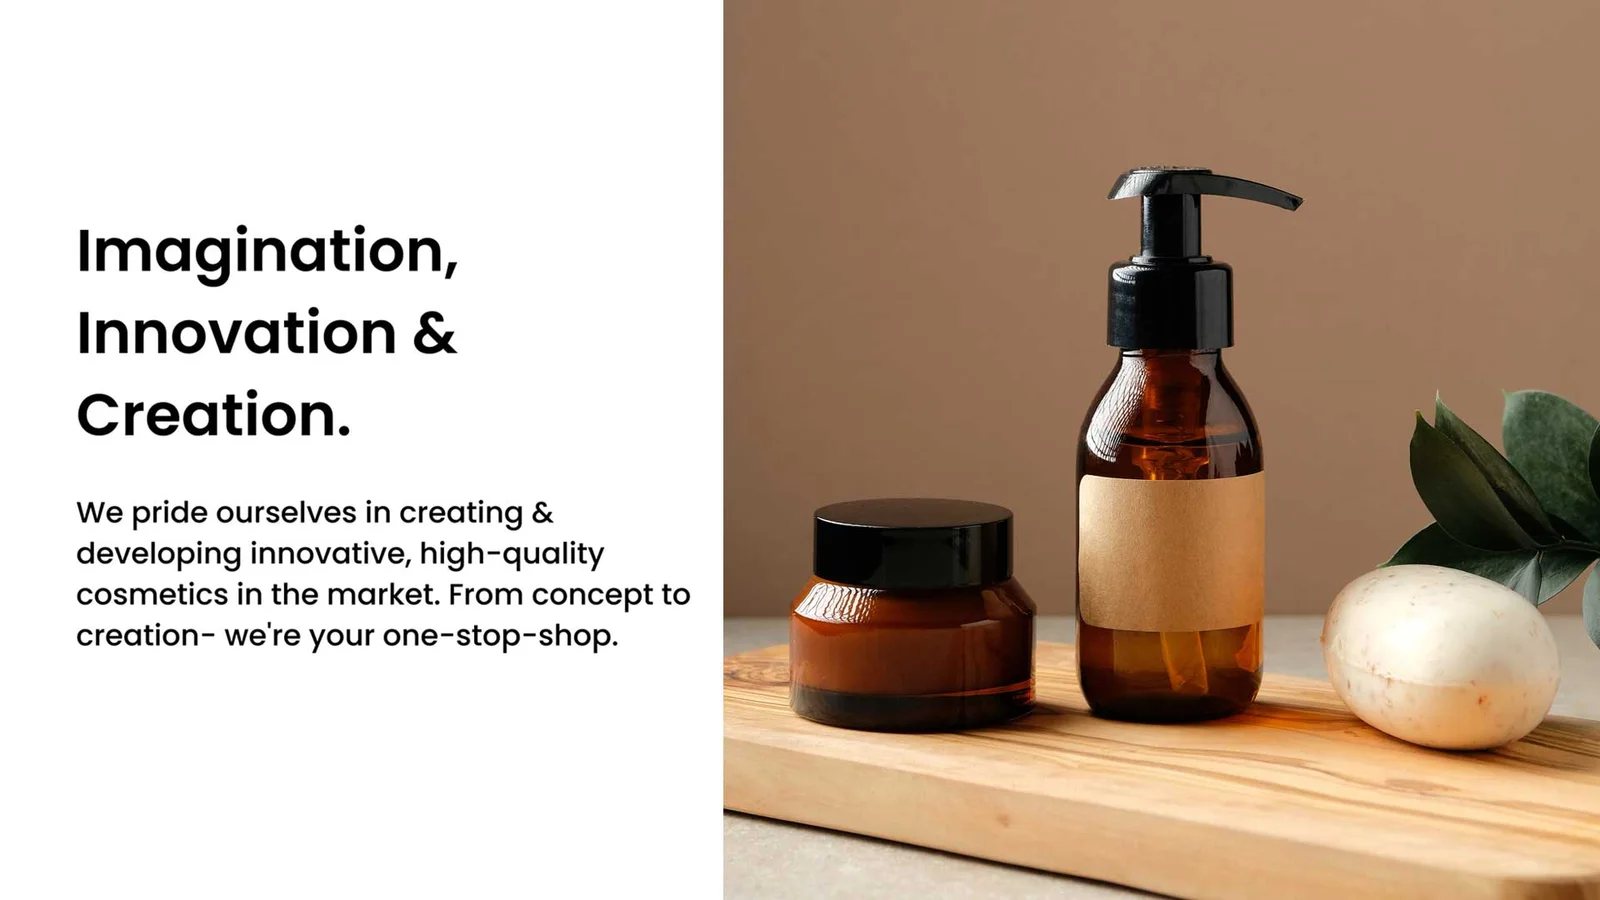 Imagination,
Innovation &
Creation.
We pride ourselves in creating &
developing innovative, high-quality
cosmetics in the market. From concept to
creation- we're your one-stop-shop.